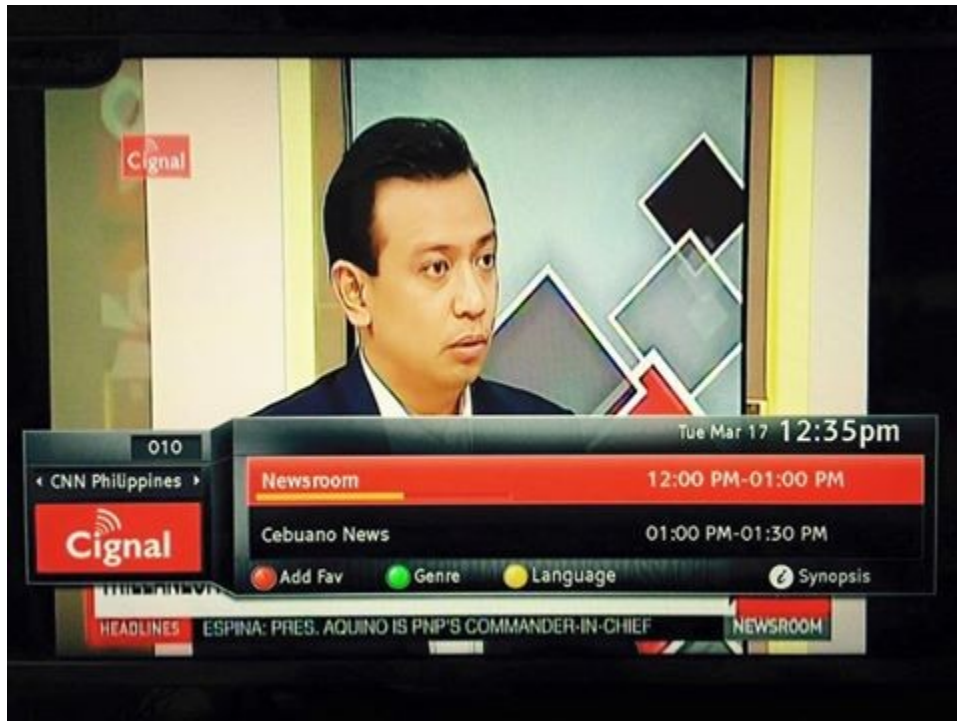 Cignal
Tue Mar 17 12:35pm
010
CNN Philippines
Newsroom 12:00 PM-01:00 PM
Cignal
Cebuano News 01:00 PM-01:30 PM
Add Fav Genre Language i Synopsis
HEADLINES ESPINA: PRES. AQUINO IS PNP'S COMMANDER-IN-CHIEF NEWSROOM